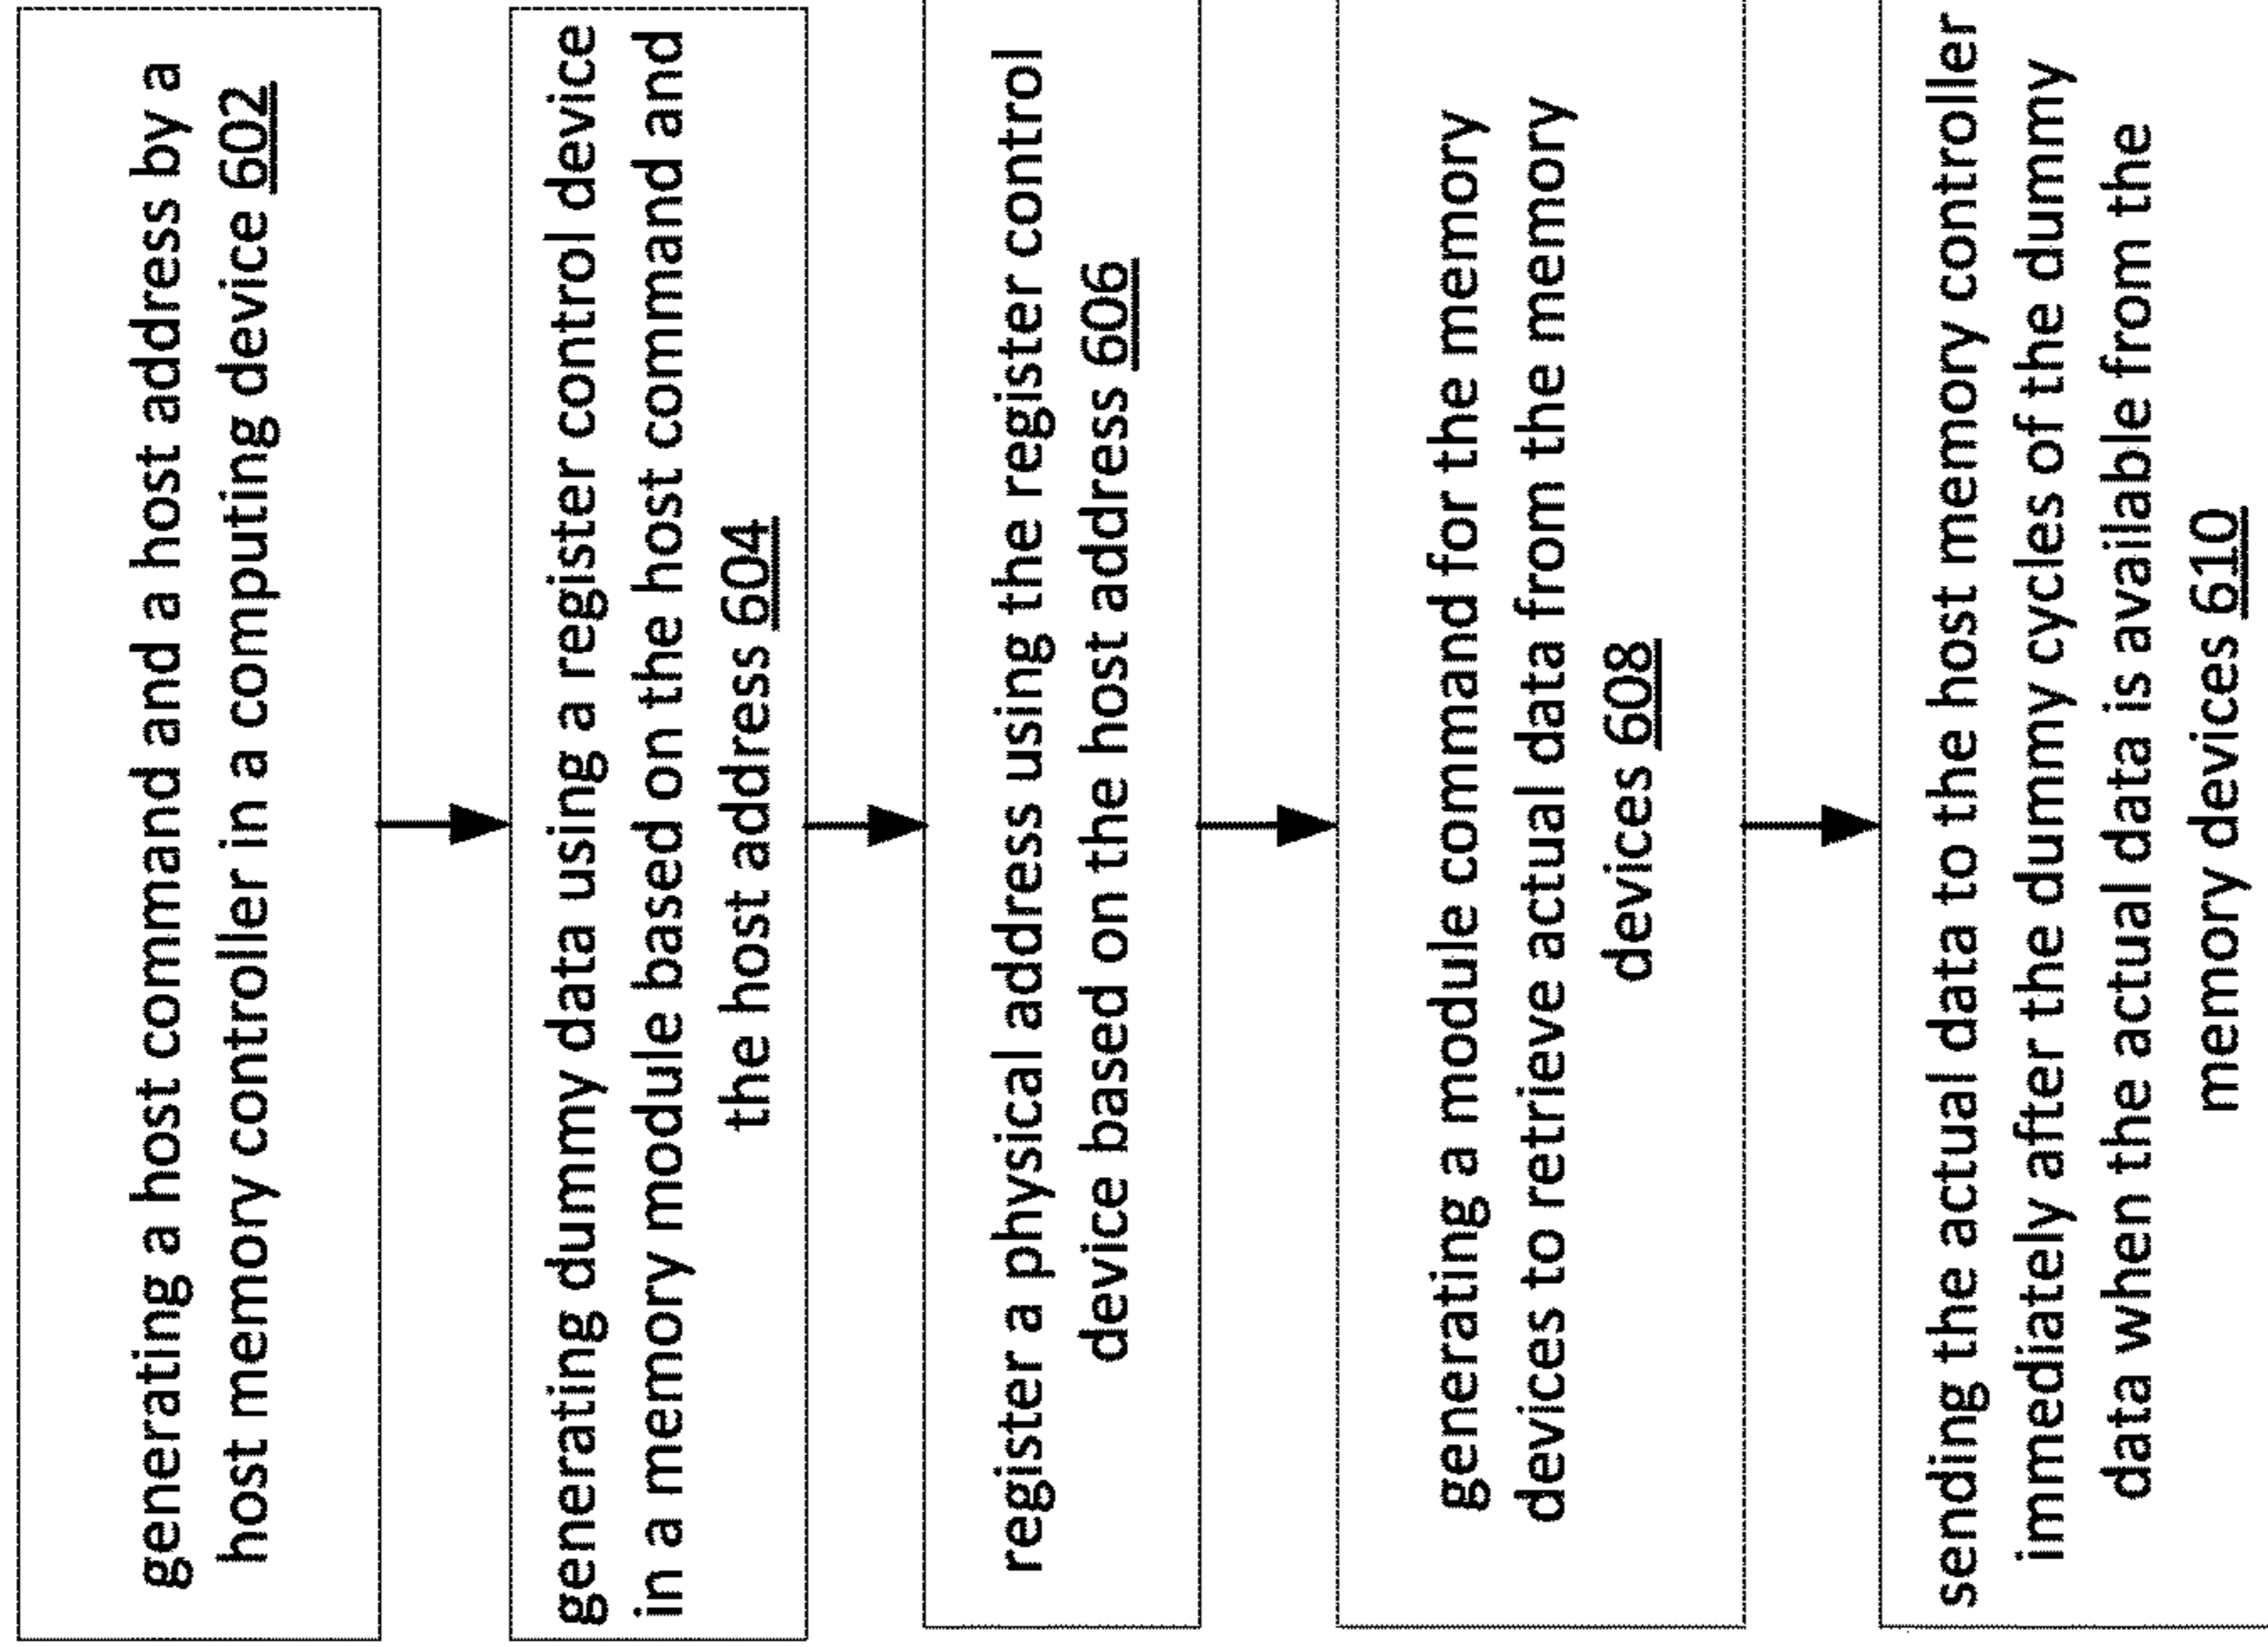 generating a host command and a host address by a
host memory controller in a computing device 602
generating dummy data using a register control device
in a memory module based on the host command and
the host address 604
register a physical address using the register control
device based on the host address 606
generating a module command for the memory
devices to retrieve actual data from the memory
devices 608
sending the actual data to the host memory controller
immediately after the dummy cycles of the dummy
data when the actual data is available from the
memory devices 610